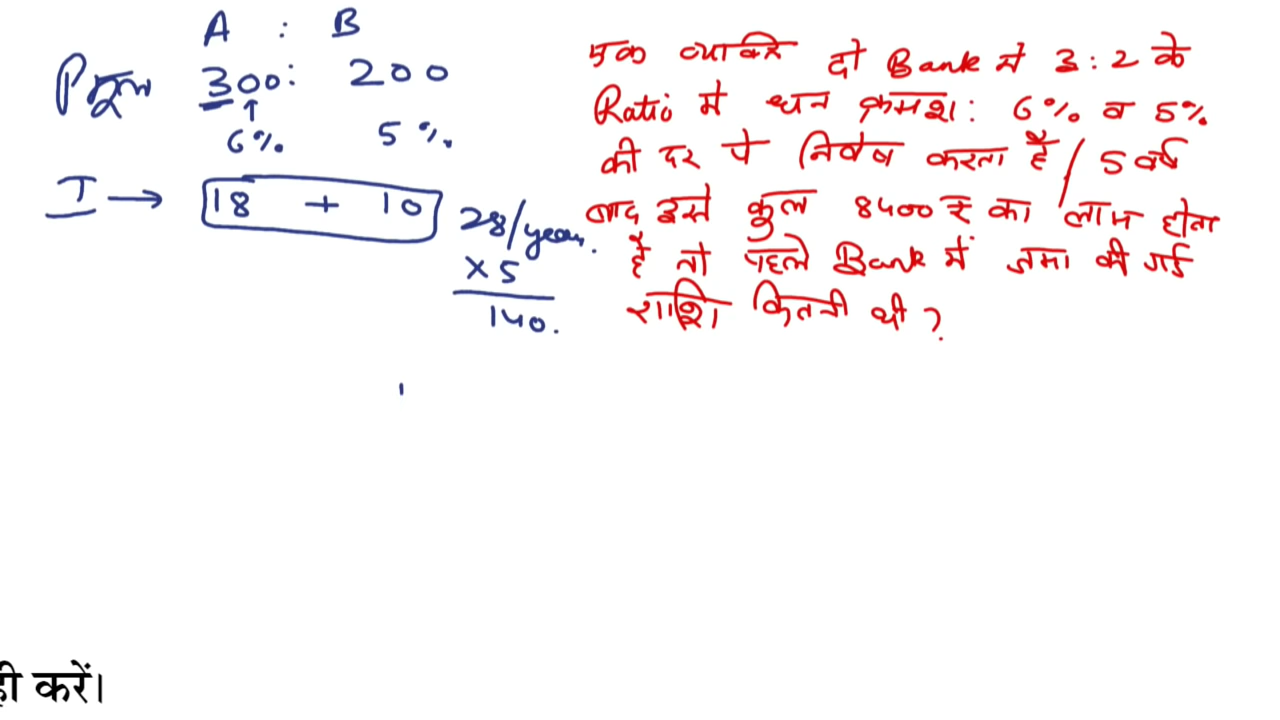 A : B
P मूल 300 : 200
↑
6% 5%
I → 18 + 10 28/year.
× 5
140.
एक व्यक्ति दो Bank में 3 : 2 के
Ratio में धन क्रमश: 6% व 5%
की दर पे निवेष करता है / 5 वर्ष
बाद इसे कुल 8400 ₹ का लाभ होता
है तो पहले Bank में जमा की गई
राशि कितनी थी ?
ही करें।